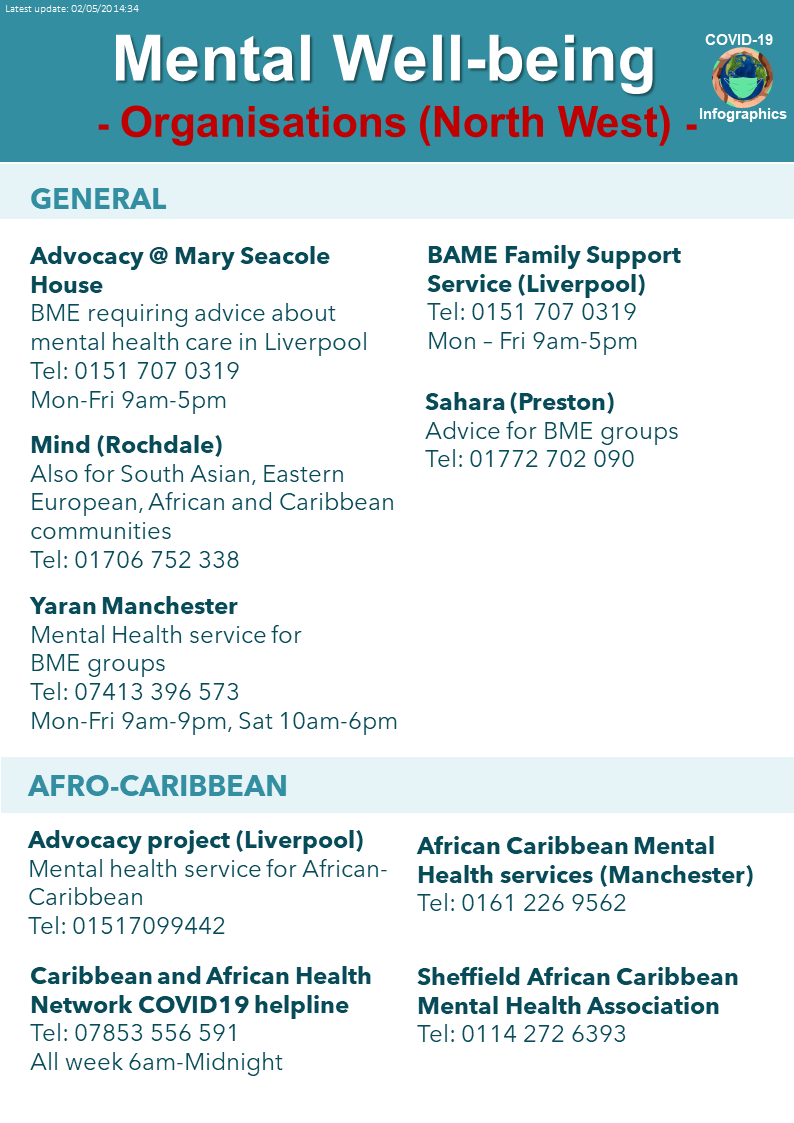 Latest update: 02/05/2014:34
Mental Well-being
- Organisations (North West) -
COVID-19
Infographics
GENERAL
Advocacy @ Mary Seacole
House
BME requiring advice about
mental health care in Liverpool
Tel: 0151 707 0319
Mon-Fri 9am-5pm
Mind (Rochdale)
Also for South Asian, Eastern
European, African and Caribbean
communities
Tel: 01706 752 338
Yaran Manchester
Mental Health service for
BME groups
Tel: 07413 396 573
Mon-Fri 9am-9pm, Sat 10am-6pm
BAME Family Support
Service (Liverpool)
Tel: 0151 707 0319
Mon – Fri 9am-5pm
Sahara (Preston)
Advice for BME groups
Tel: 01772 702 090
AFRO-CARIBBEAN
Advocacy project (Liverpool)
Mental health service for African-
Caribbean
Tel: 01517099442
Caribbean and African Health
Network COVID19 helpline
Tel: 07853 556 591
All week 6am-Midnight
African Caribbean Mental
Health services (Manchester)
Tel: 0161 226 9562
Sheffield African Caribbean
Mental Health Association
Tel: 0114 272 6393